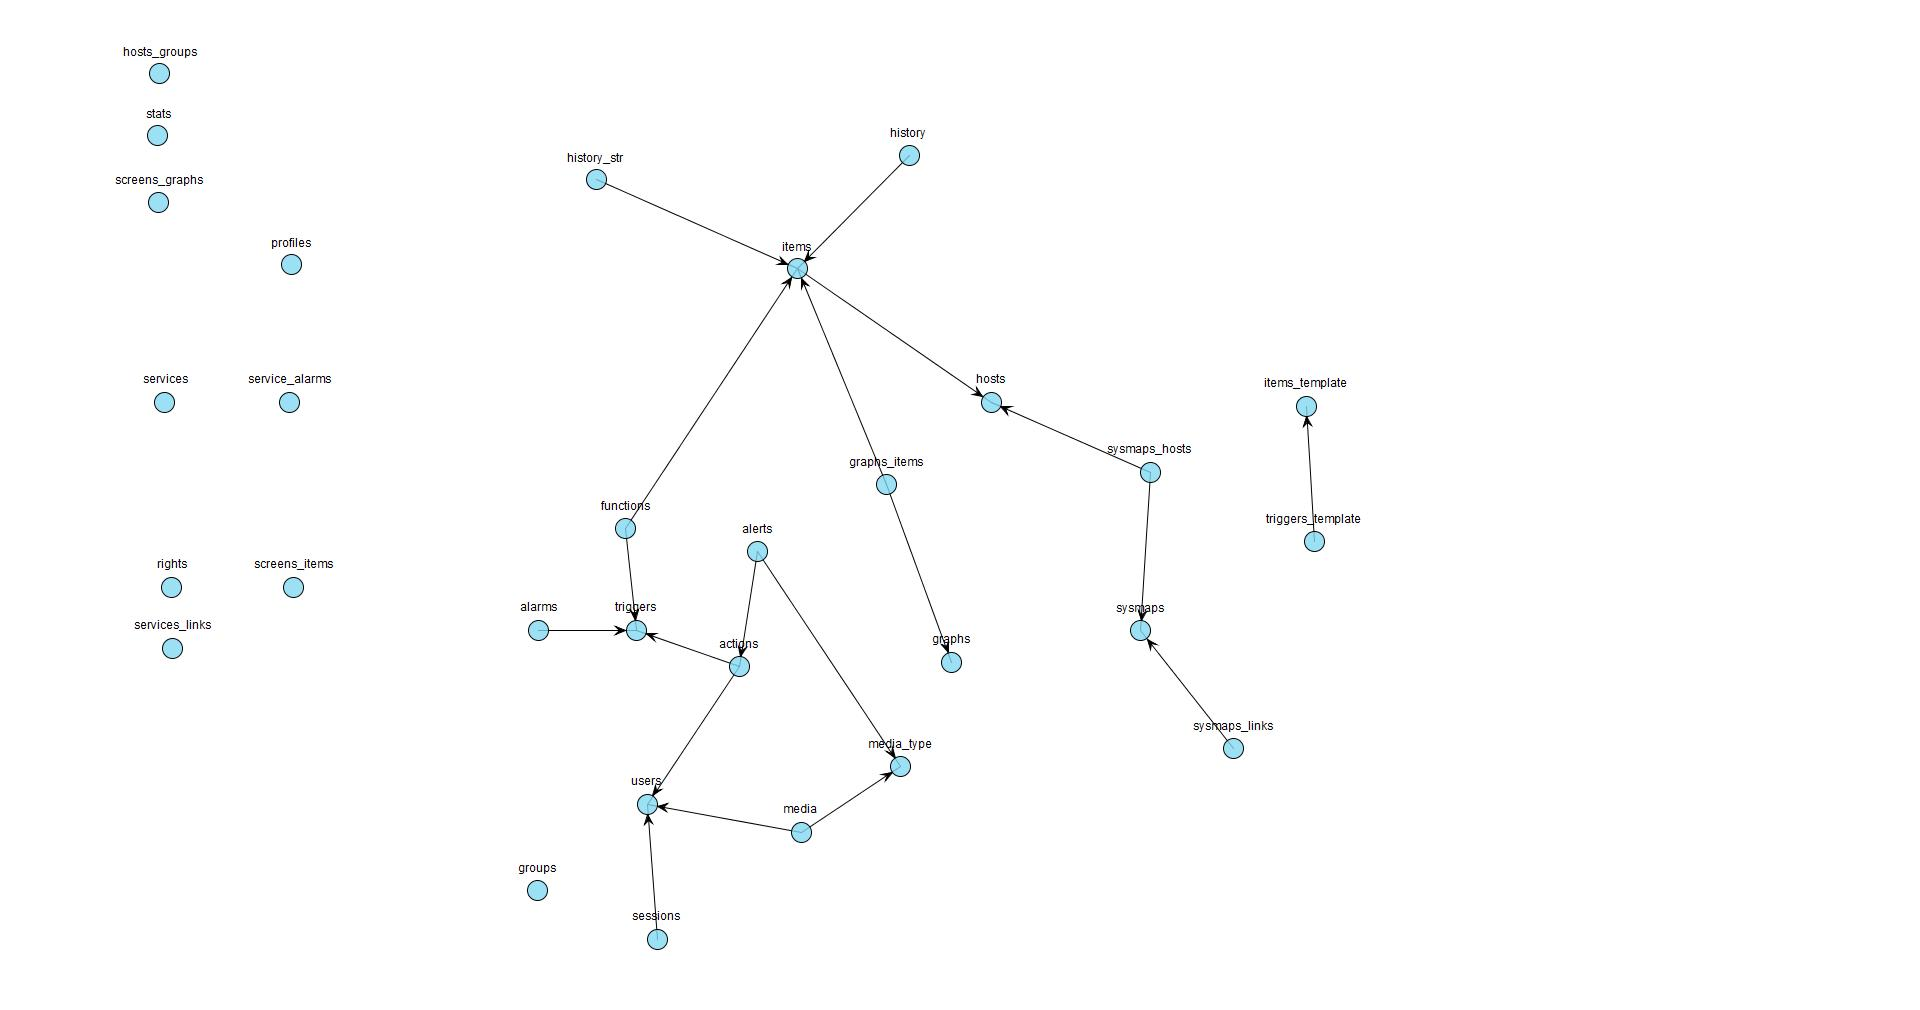 hosts_groups
stats
history
history_str
screens_graphs
profiles
items
services
service_alarms
hosts
items_template
sysmaps_hosts
graphs_items
functions
triggers_template
alerts
rights
screens_items
alarms
triggers
sysmaps
services_links
graphs
actions
sysmaps_links
media_type
users
media
groups
sessions